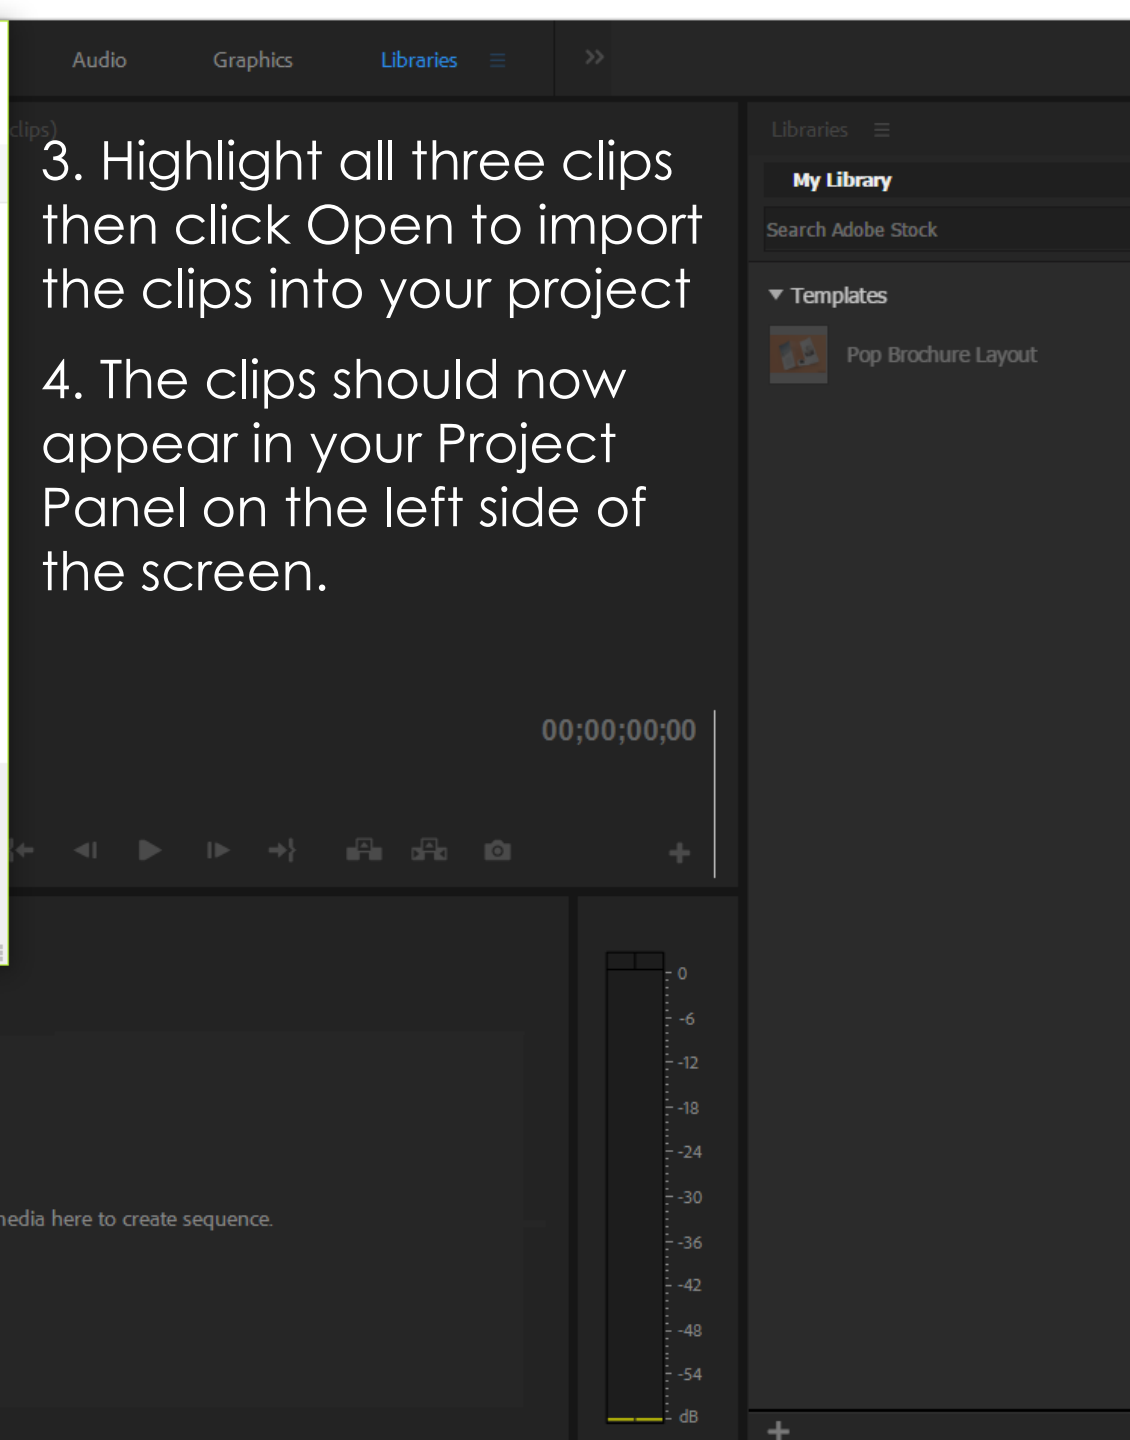 Audio Graphics Libraries
clips)
3. Highlight all three clips
then click Open to import
the clips into your project
4. The clips should now
appear in your Project
Panel on the left side of
the screen.
00;00;00;00
Libraries
My Library
Search Adobe Stock
Templates
Pop Brochure Layout
media here to create sequence.
0
-6
-12
-18
-24
-30
-36
-42
-48
-54
dB